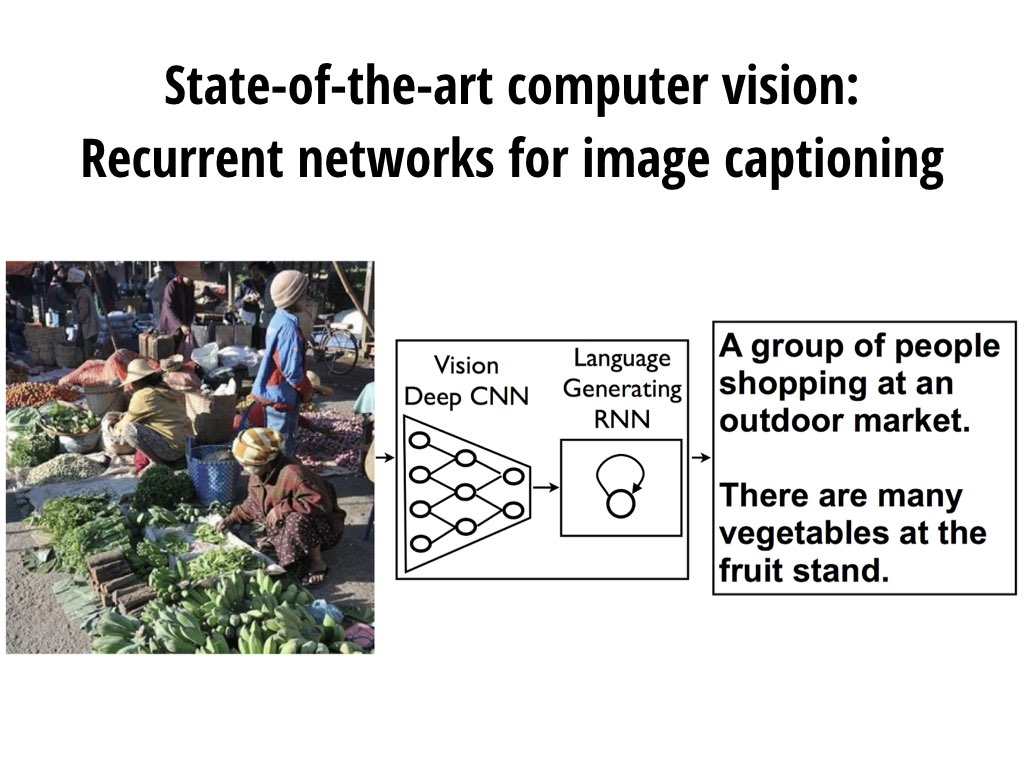 State-of-the-art computer vision:
Recurrent networks for image captioning
Vision
Deep CNN
Language
Generating
RNN
A group of people
shopping at an
outdoor market.
There are many
vegetables at the
fruit stand.